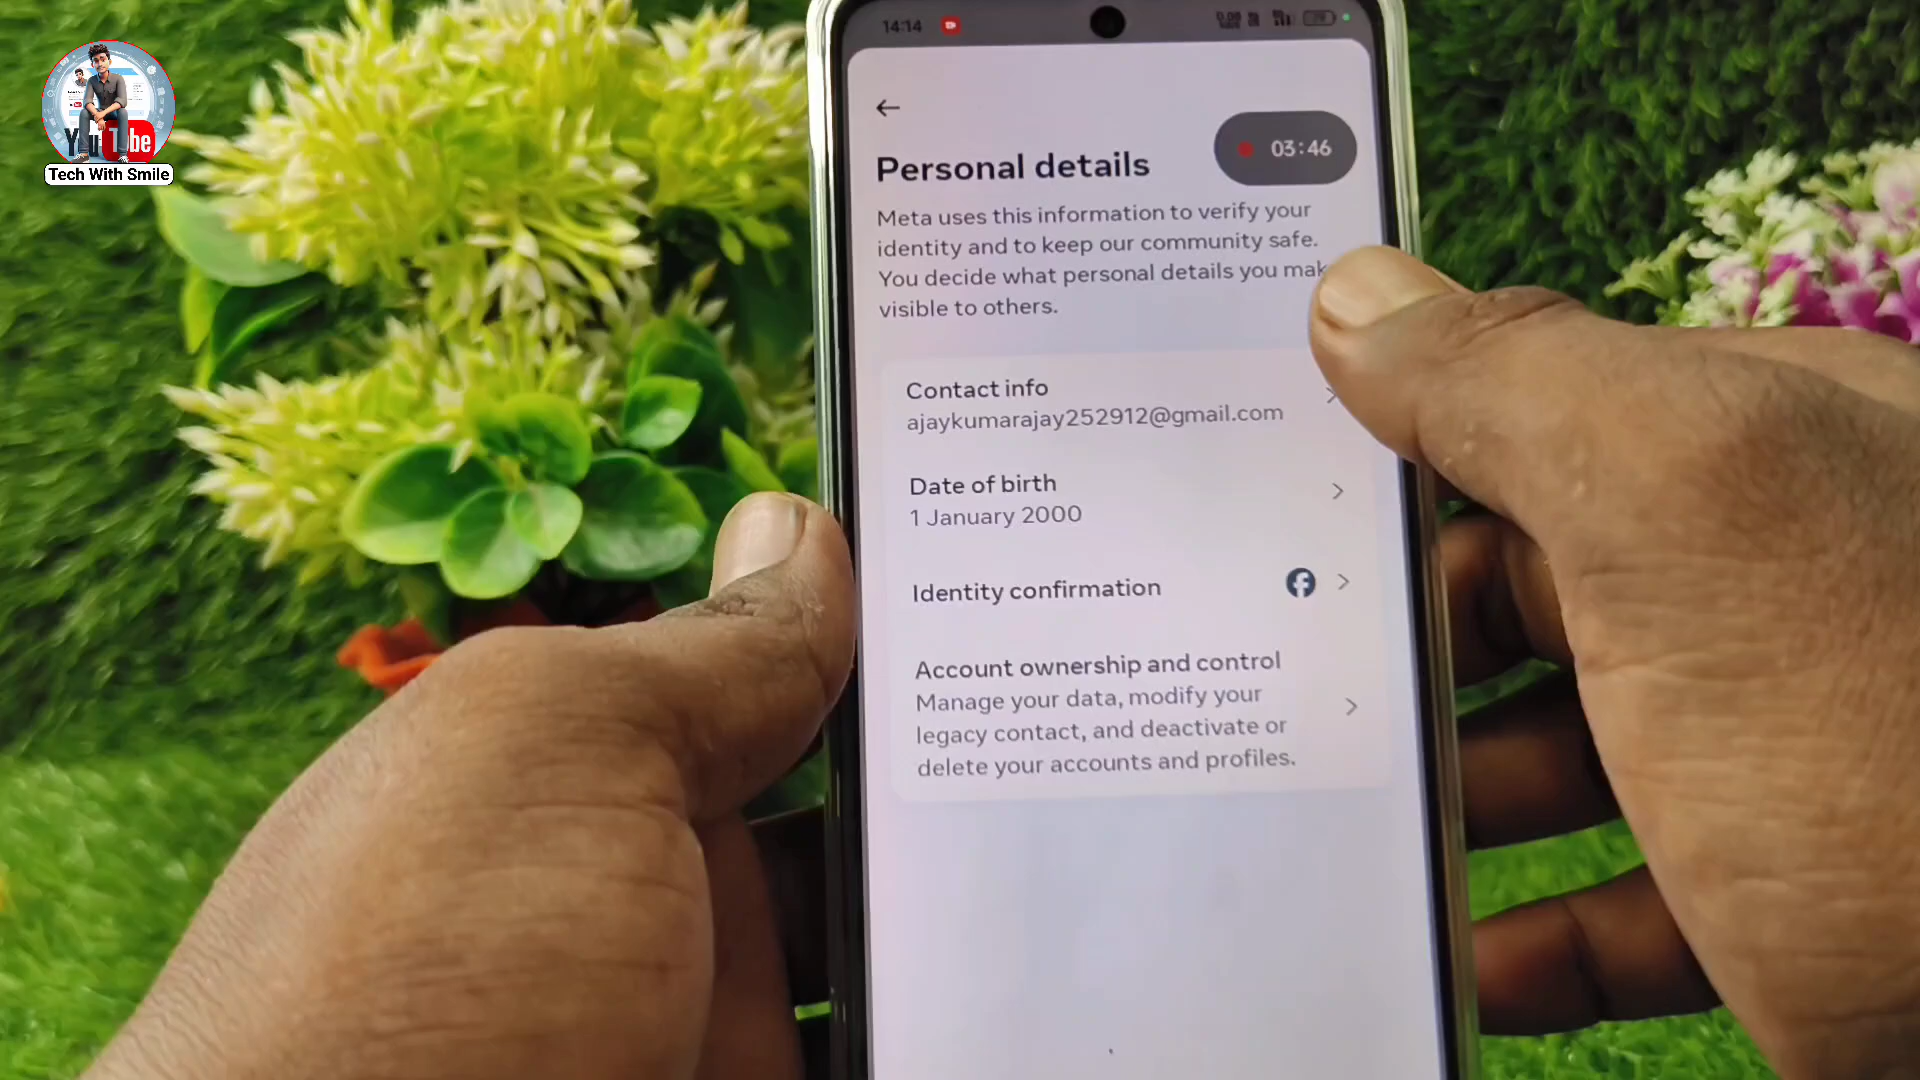 14:14
YouTube
Tech With Smile
03:46
Personal details
Meta uses this information to verify your
identity and to keep our community safe.
You decide what personal details you mak
visible to others.
Contact info
ajaykumarajay252912@gmail.com
Date of birth
1 January 2000
Identity confirmation
Account ownership and control
Manage your data, modify your
legacy contact, and deactivate or
delete your accounts and profiles.